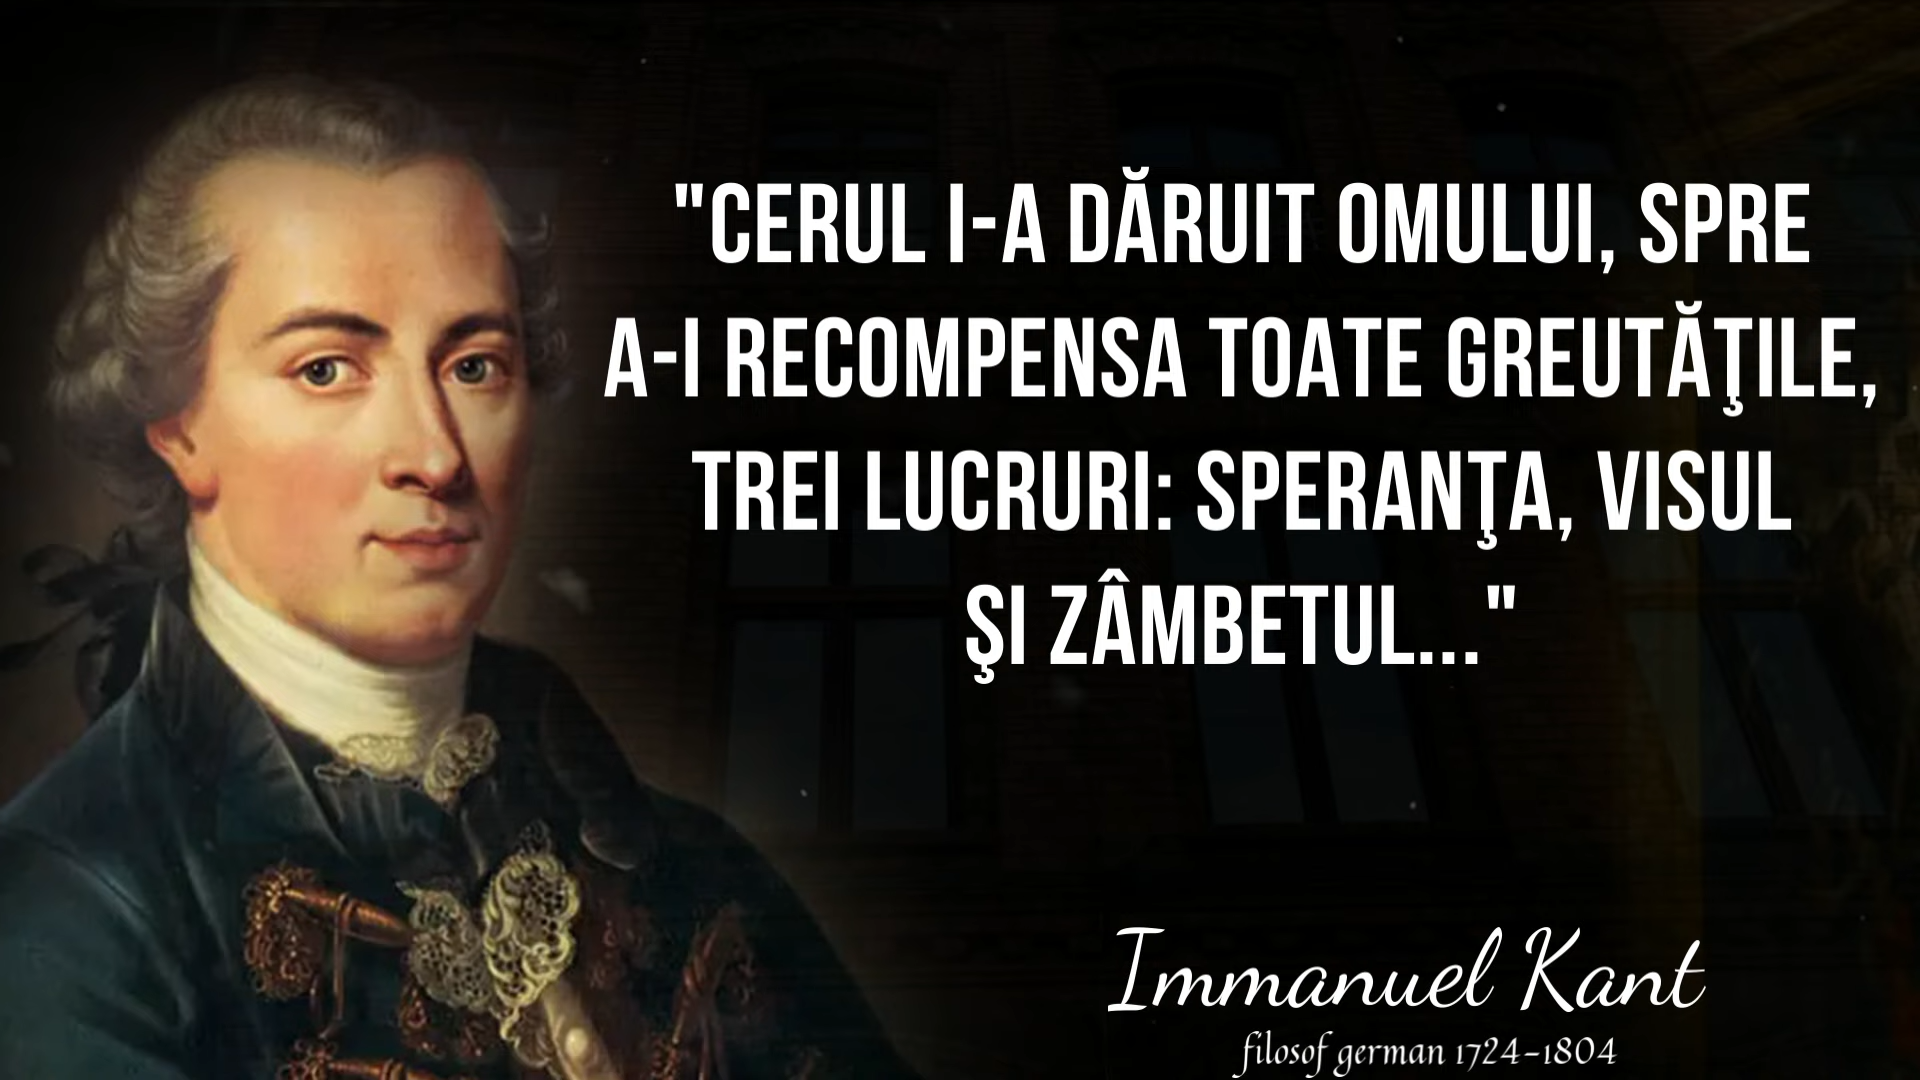 "CERUL I-A DĂRUIT OMULUI, SPRE
A-I RECOMPENSA TOATE GREUTĂŢILE,
TREI LUCRURI: SPERANŢA, VISUL
ŞI ZÂMBETUL..."
Immanuel Kant
filosof german 1724-1804